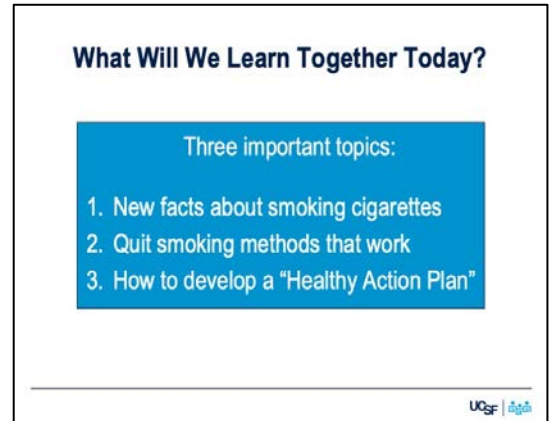 What Will We Learn Together Today?
Three important topics:
1. New facts about smoking cigarettes
2. Quit smoking methods that work
3. How to develop a “Healthy Action Plan”
UCSF